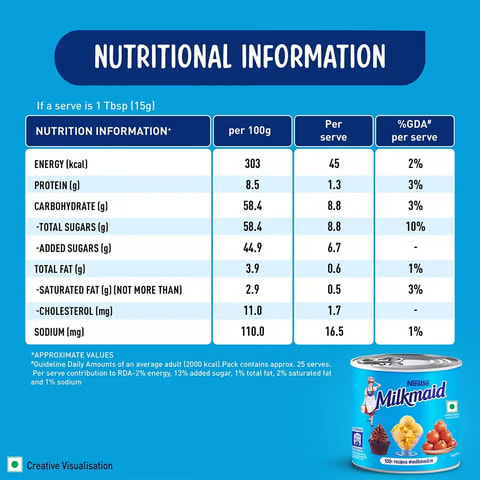 NUTRITIONAL INFORMATION
If a serve is 1 Tbsp (15g)
NUTRITION INFORMATION* per 100g Per serve %GDA# per serve
ENERGY (kcal) 303 45 2%
PROTEIN (g) 8.5 1.3 3%
CARBOHYDRATE (g) 58.4 8.8 3%
-TOTAL SUGARS (g) 58.4 8.8 10%
-ADDED SUGARS (g) 44.9 6.7 -
TOTAL FAT (g) 3.9 0.6 1%
-SATURATED FAT (g) (NOT MORE THAN) 2.9 0.5 3%
-CHOLESTEROL (mg) 11.0 1.7 -
SODIUM (mg) 110.0 16.5 1%
*APPROXIMATE VALUES
#Guideline Daily Amounts of an average adult (2000 kcal).Pack contains approx. 25 serves.
Per serve contribution to RDA-2% energy, 13% added sugar, 1% total fat, 2% saturated fat
and 1% sodium
Nestlé
Milkmaid
100+ recipes @milkmaid.in
Creative Visualisation